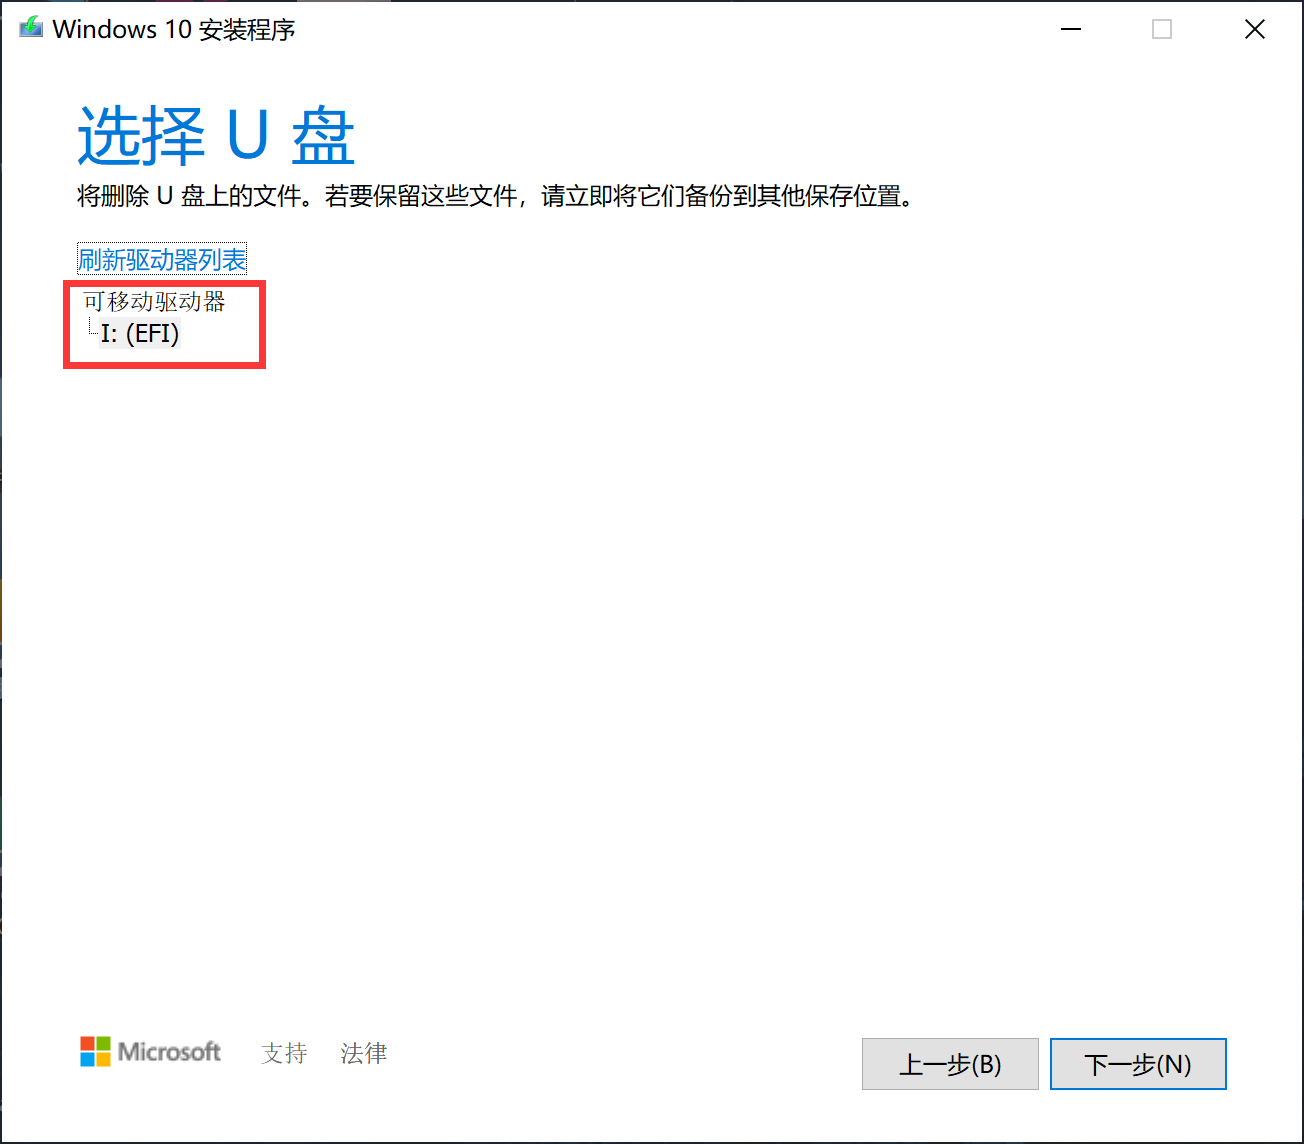 Windows 10 安装程序
选择 U 盘
将删除 U 盘上的文件。若要保留这些文件，请立即将它们备份到其他保存位置。
刷新驱动器列表
可移动驱动器
I: (EFI)
Microsoft 支持 法律
上一步(B) 下一步(N)